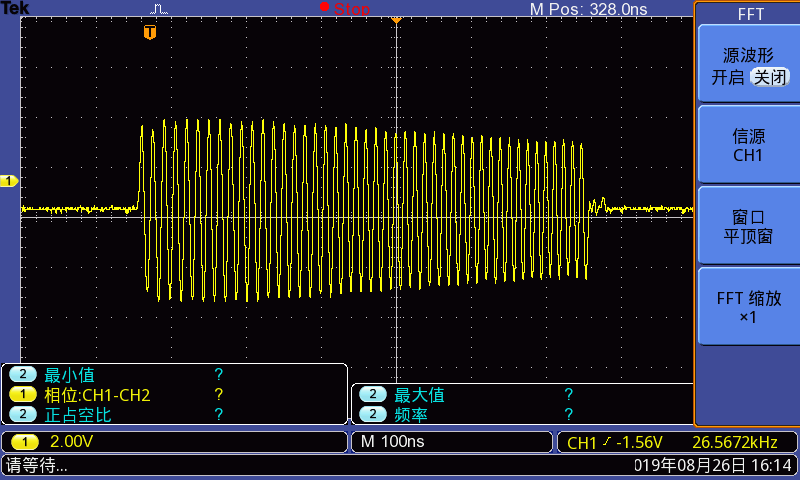 Tek
Stop
M Pos: 328.0ns
FFT
T
源波形
开启 关闭
信源
CH1
1
窗口
平顶窗
FFT 缩放
×1
2 最小值 ?
1 相位:CH1-CH2 ?
2 最大值 ?
2 正占空比 ?
2 频率 ?
1 2.00V
M 100ns
CH1 -1.56V 26.5672kHz
请等待...
019年08月26日 16:14